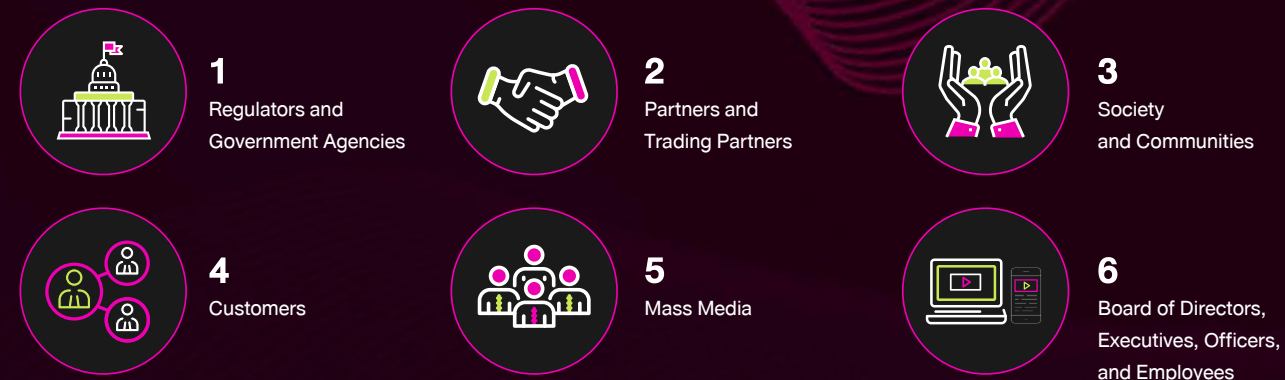 1
Regulators and
Government Agencies
2
Partners and
Trading Partners
3
Society
and Communities
4
Customers
5
Mass Media
6
Board of Directors,
Executives, Officers,
and Employees